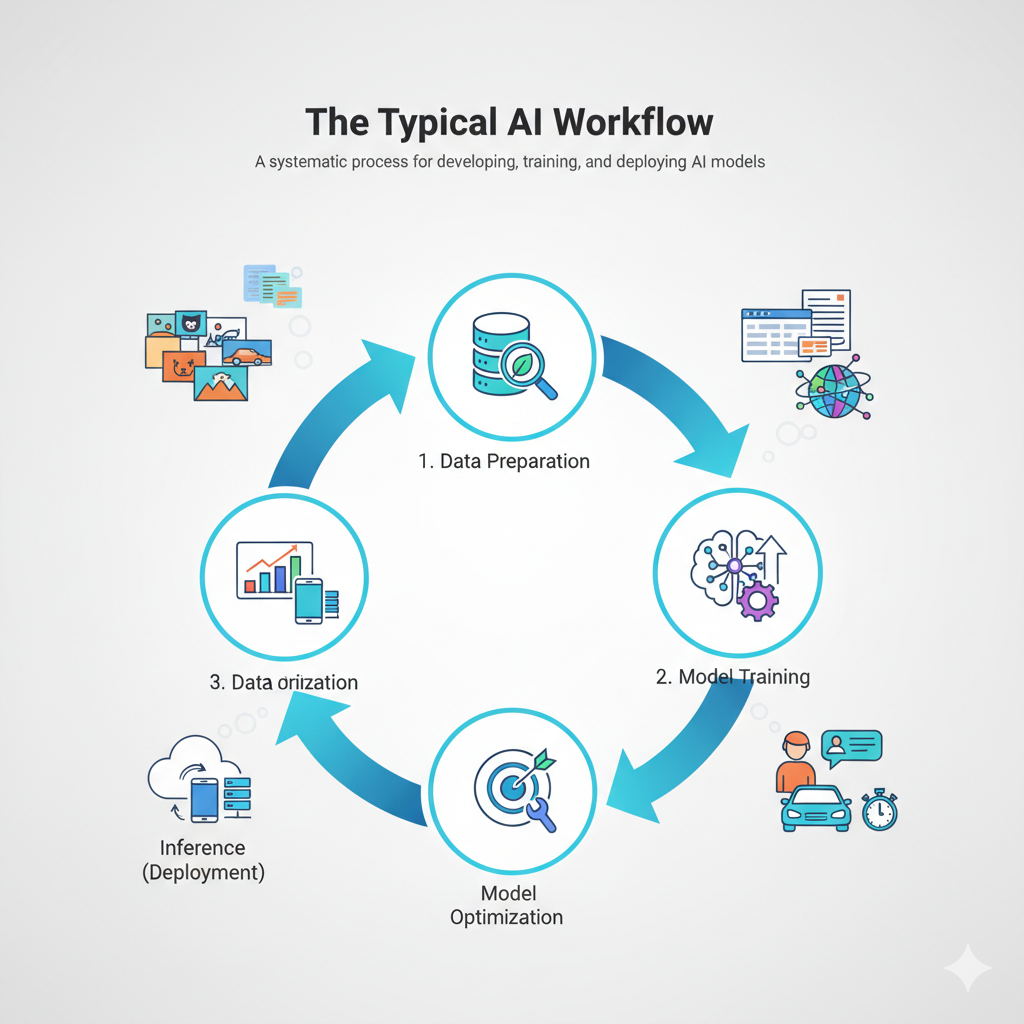 The Typical AI Workflow
A systematic process for developing, training, and deploying AI models
1. Data Preparation
2. Model Training
3. Data oriization
Inference
(Deployment)
Model
Optimization